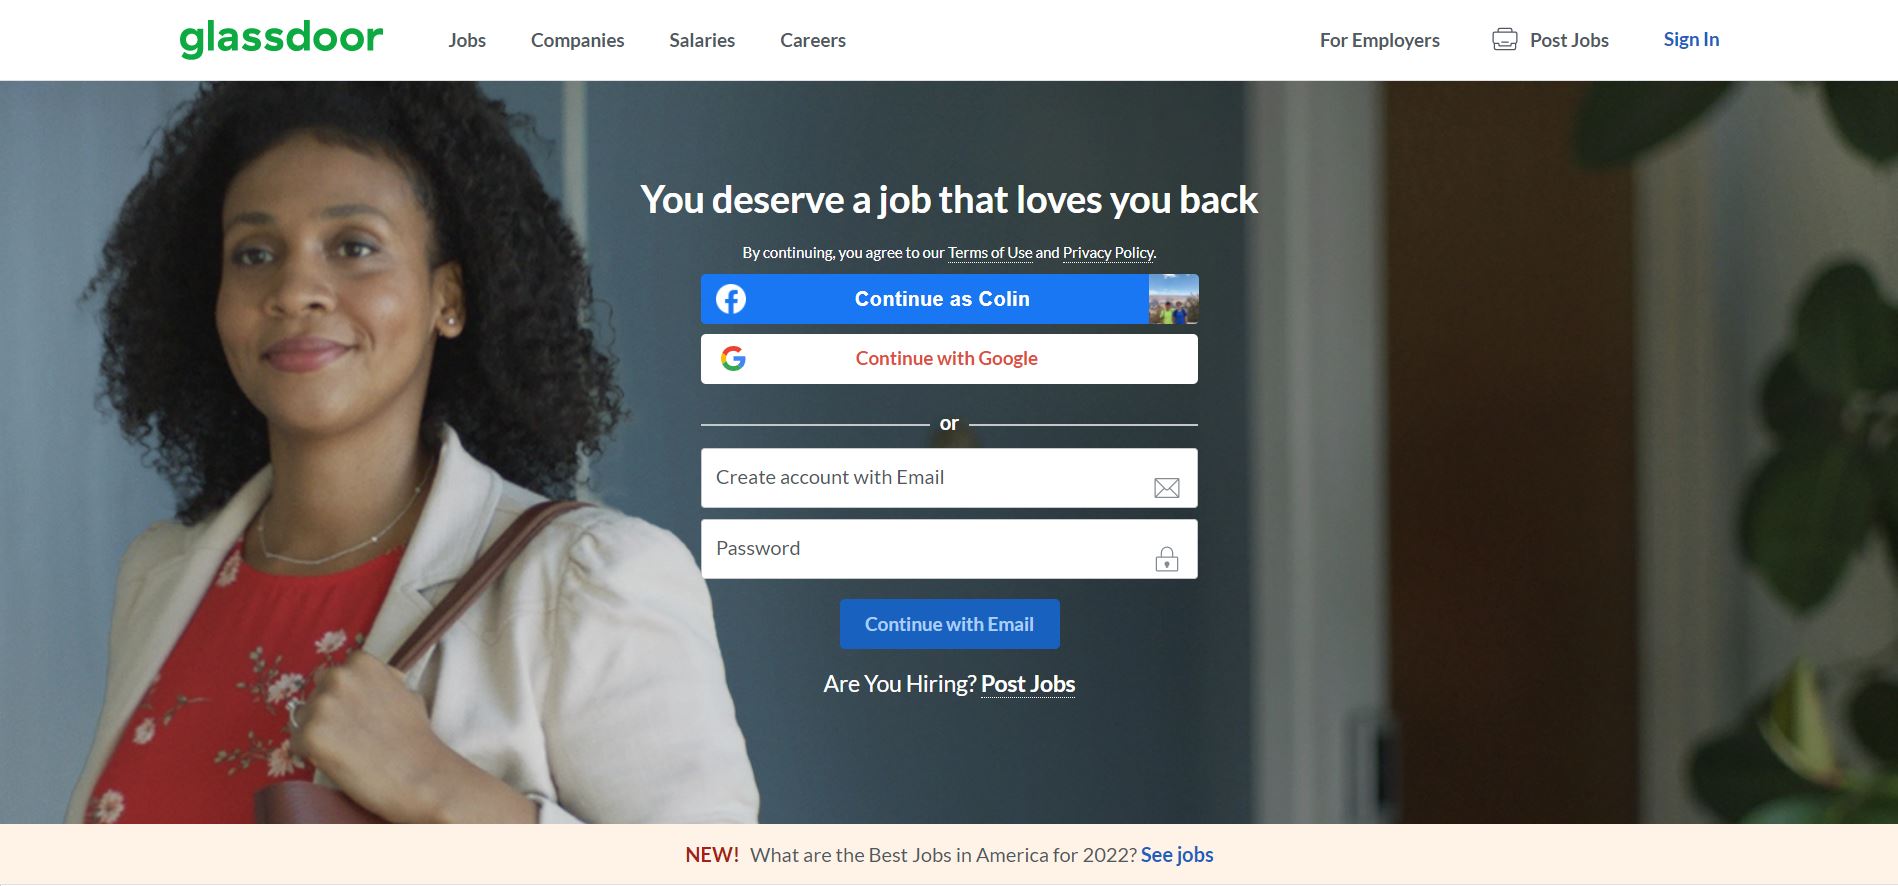 glassdoor Jobs Companies Salaries Careers For Employers Post Jobs Sign In
You deserve a job that loves you back
By continuing, you agree to our Terms of Use and Privacy Policy.
Continue as Colin
Continue with Google
or
Create account with Email
Password
Continue with Email
Are You Hiring? Post Jobs
NEW! What are the Best Jobs in America for 2022? See jobs